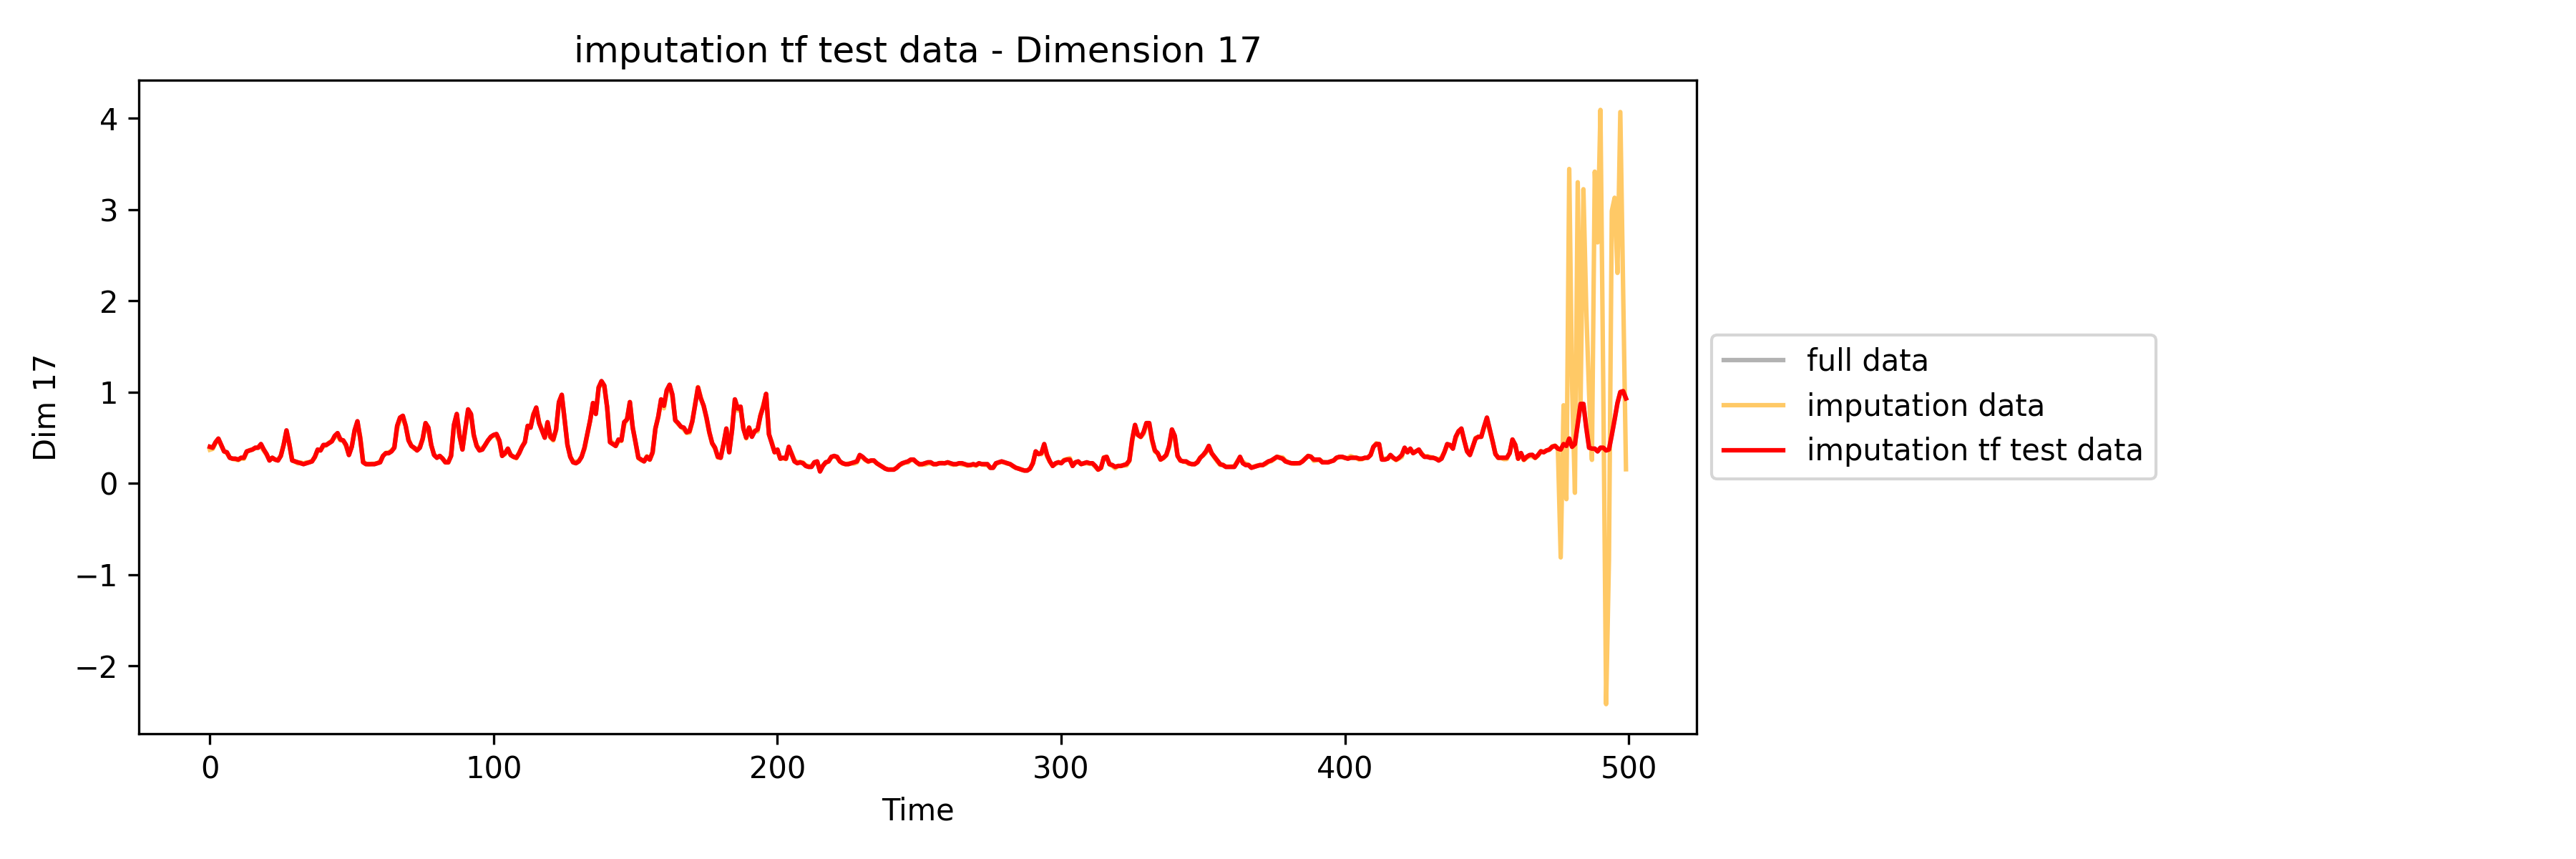 imputation tf test data - Dimension 17
4
3
2
1
0
−1
−2
Dim 17
0
100
200
300
400
500
Time
full data
imputation data
imputation tf test data